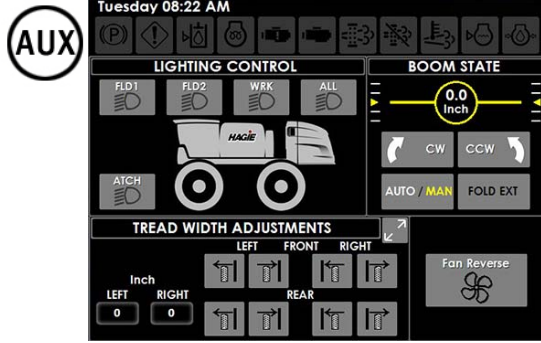 Tuesday 08:22 AM
AUX
LIGHTING CONTROL
FLD1 FLD2 WRK ALL
HAGIE
ATCH
BOOM STATE
0.0
Inch
CW CCW
AUTO / MAN FOLD EXT
TREAD WIDTH ADJUSTMENTS
LEFT FRONT RIGHT
Inch
LEFT RIGHT
REAR
0 0
Fan Reverse